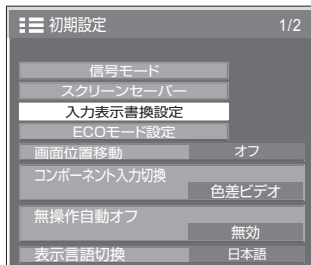 初期設定 1/2
信号モード
スクリーンセーバー
入力表示書換設定
ECOモード設定
画面位置移動 オフ
コンポーネント入力切換
色差ビデオ
無操作自動オフ
無効
表示言語切換 日本語